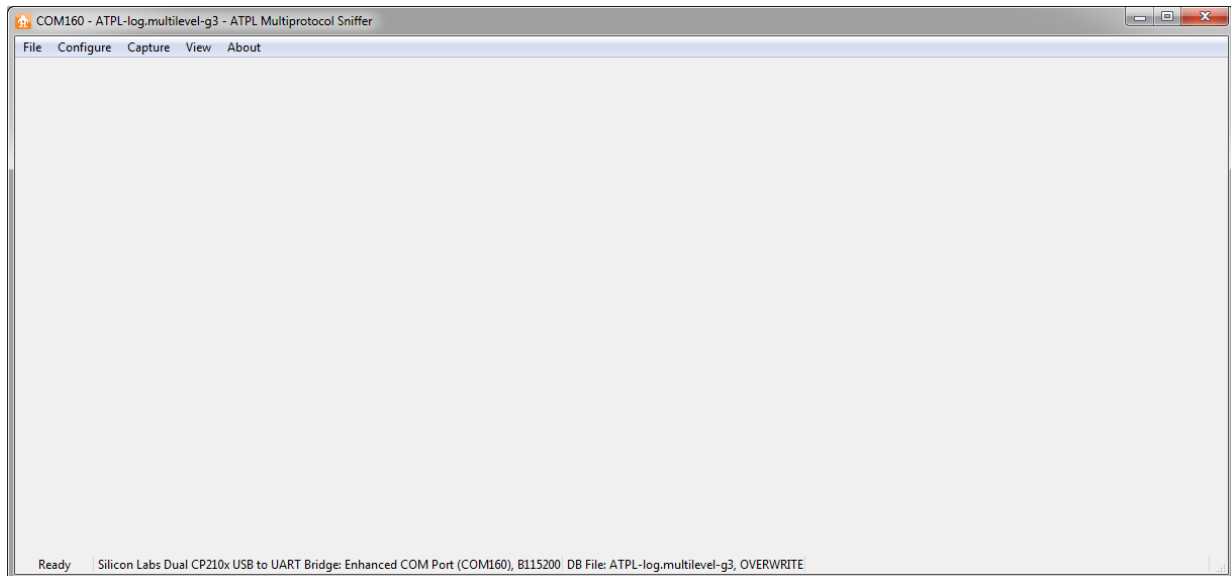 COM160 - ATPL-log.multilevel-g3 - ATPL Multiprotocol Sniffer
File Configure Capture View About
Ready Silicon Labs Dual CP210x USB to UART Bridge: Enhanced COM Port (COM160), B115200 DB File: ATPL-log.multilevel-g3, OVERWRITE